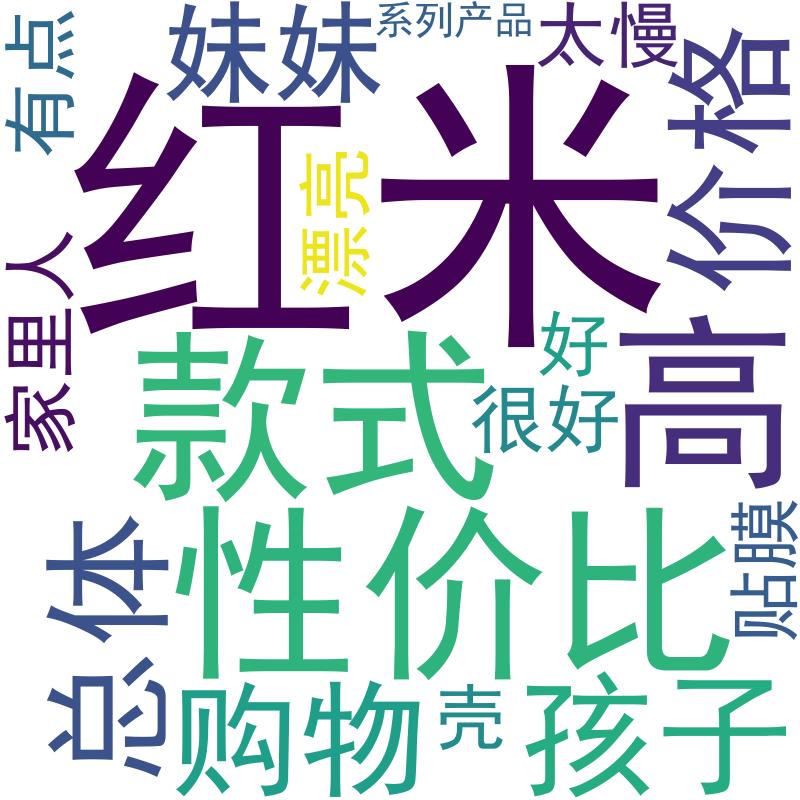 系列产品
有点
妹妹
太慢
价格
红米
漂亮
家里人
好
高
款式
很好
性价比
总体
贴膜
购物
壳
孩子